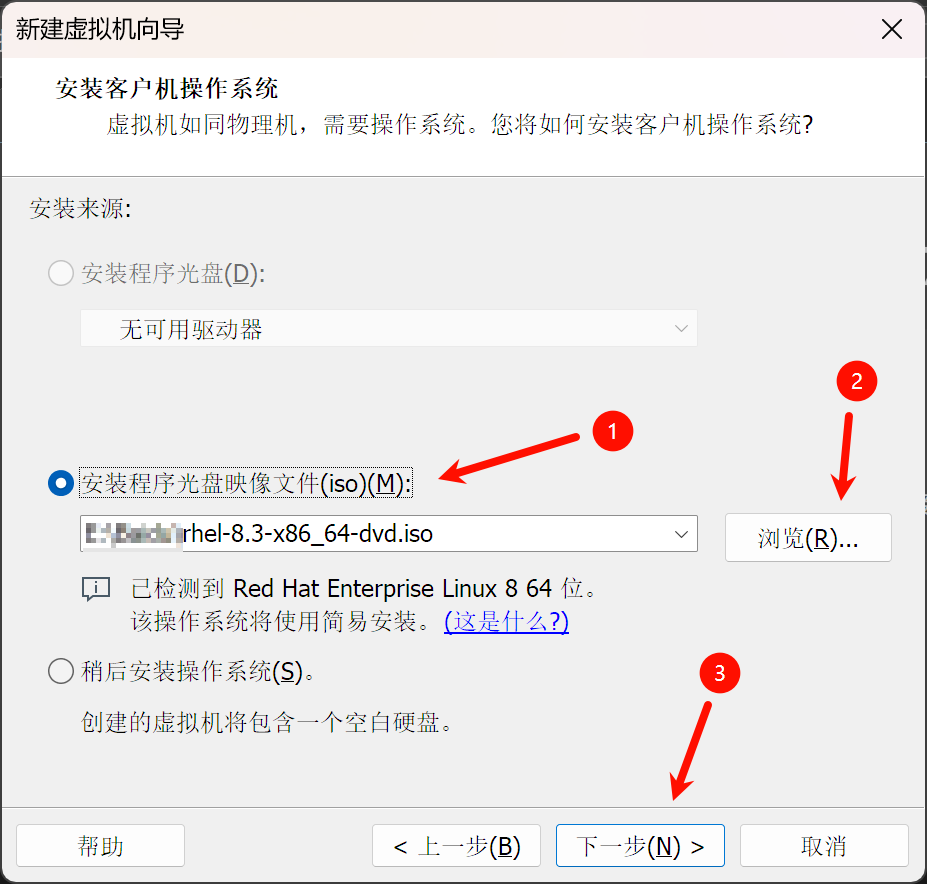 新建虚拟机向导
安装客户机操作系统
虚拟机如同物理机，需要操作系统。您将如何安装客户机操作系统?
安装来源:
安装程序光盘(D):
无可用驱动器
2
1
安装程序光盘映像文件(iso)(M):
rhel-8.3-x86_64-dvd.iso
浏览(R)...
已检测到 Red Hat Enterprise Linux 8 64 位。
该操作系统将使用简易安装。(这是什么?)
3
稍后安装操作系统(S)。
创建的虚拟机将包含一个空白硬盘。
帮助
< 上一步(B)
下一步(N) >
取消